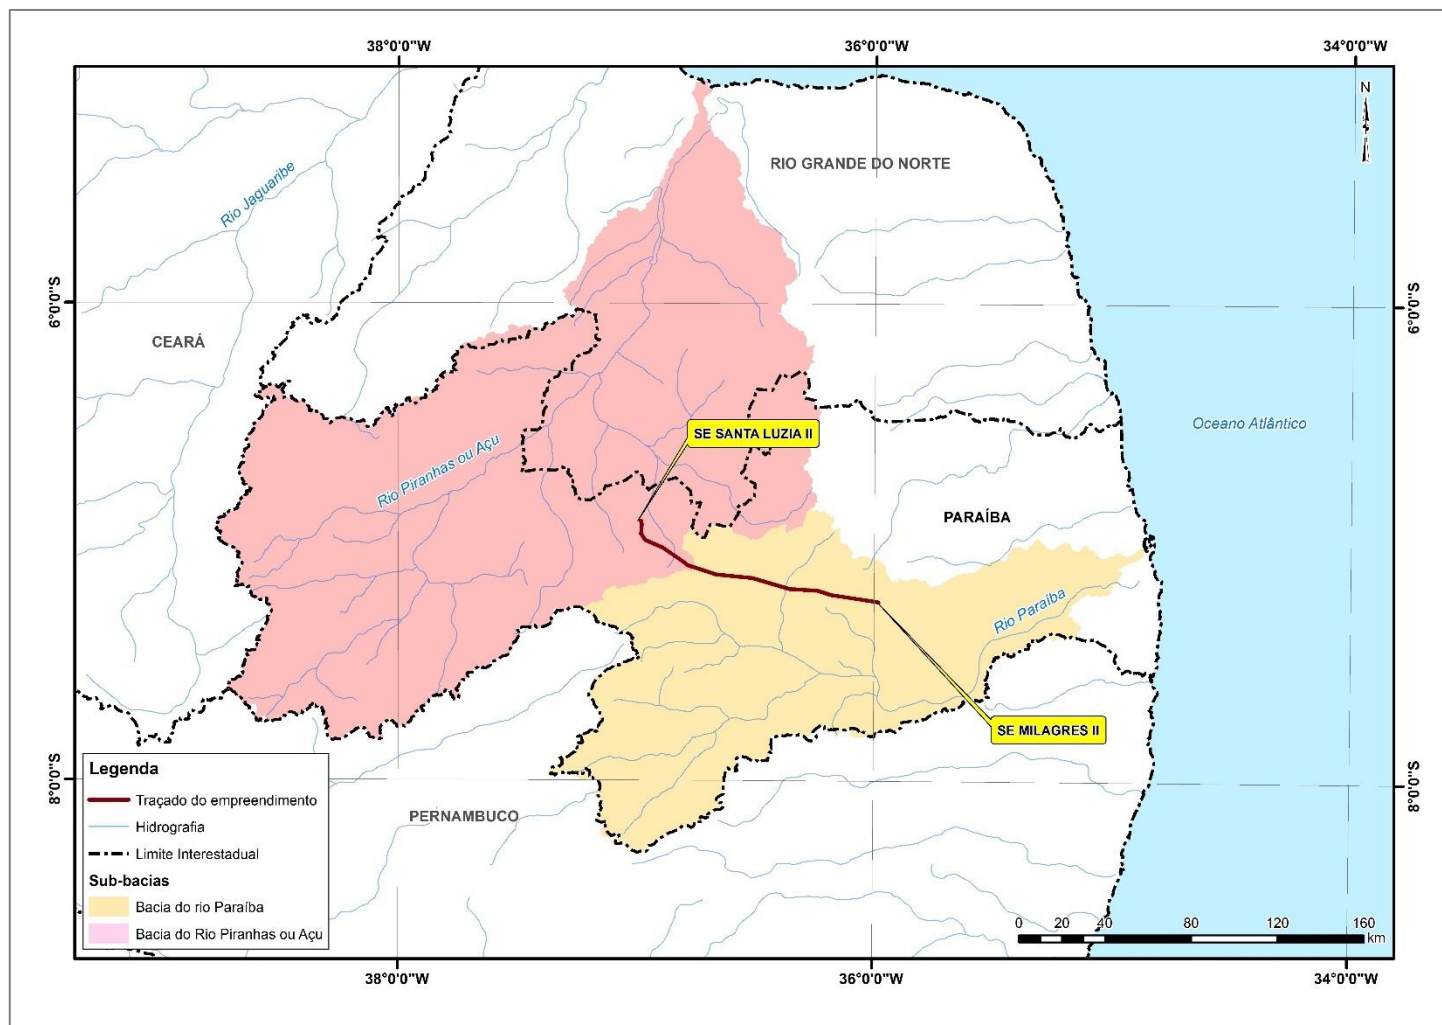 38°0'0"W
36°0'0"W
34°0'0"W
N
RIO GRANDE DO NORTE
Rio Jaguaribe
6°0'0"S
6°0'0"S
CEARÁ
Oceano Atlântico
SE SANTA LUZIA II
Rio Piranhas ou Açu
PARAÍBA
Rio Paraíba
SE MILAGRES II
8°0'0"S
8°0'0"S
PERNAMBUCO
Legenda
Traçado do empreendimento
Hidrografia
Limite Interestadual
Sub-bacias
Bacia do rio Paraíba
Bacia do Rio Piranhas ou Açu
0 20 40 80 120 160
km
38°0'0"W
36°0'0"W
34°0'0"W